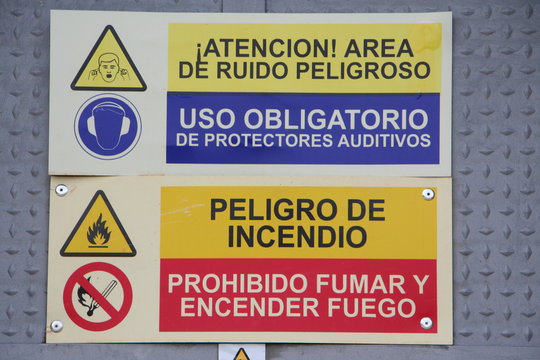 ¡ATENCION! AREA
DE RUIDO PELIGROSO
USO OBLIGATORIO
DE PROTECTORES AUDITIVOS
PELIGRO DE
INCENDIO
PROHIBIDO FUMAR Y
ENCENDER FUEGO